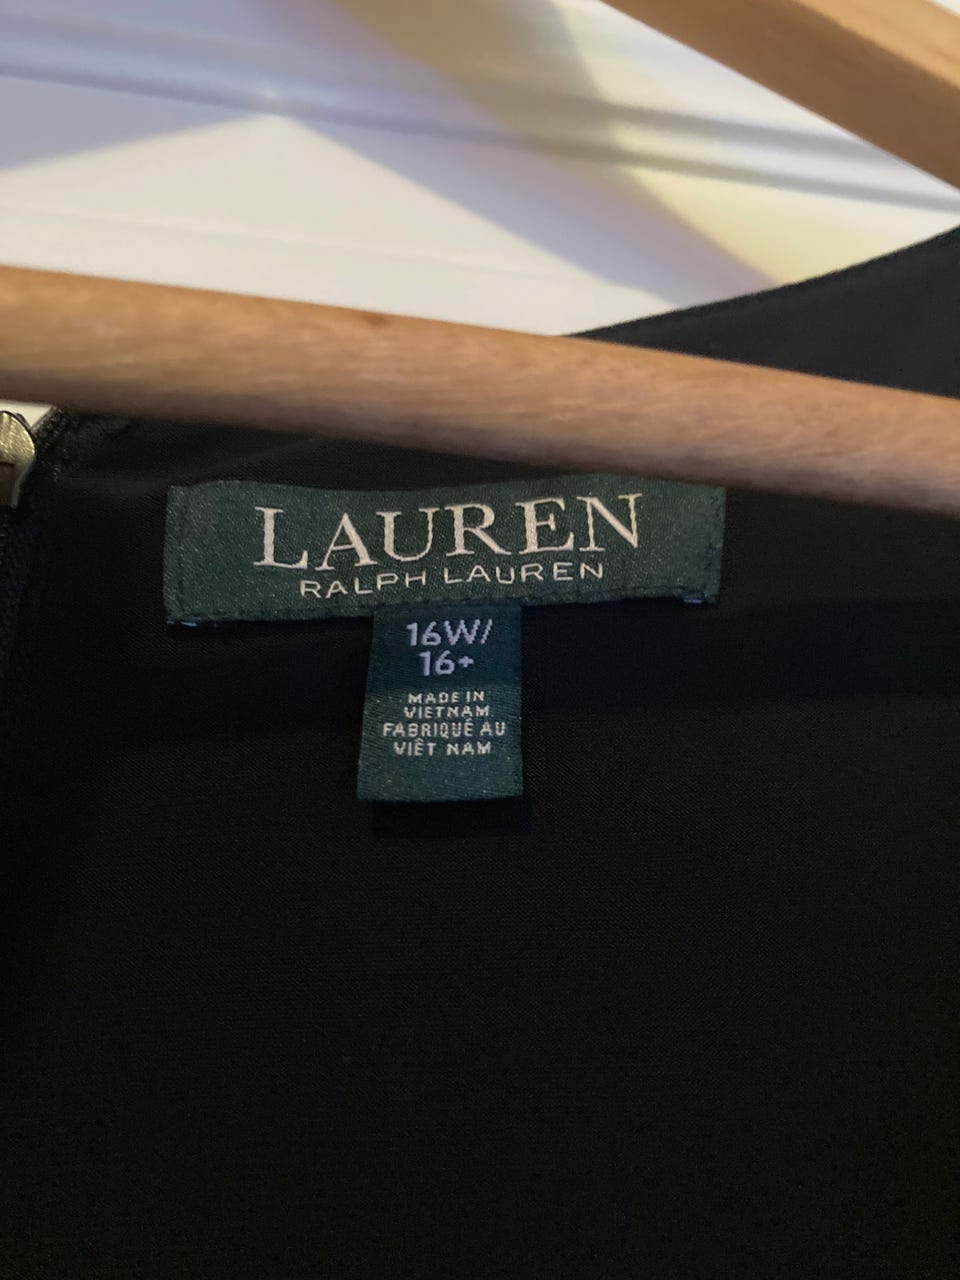 LAUREN
RALPH LAUREN
16W/
16+
MADE IN
VIETNAM
FABRIQUÉ AU
VIÊT NAM